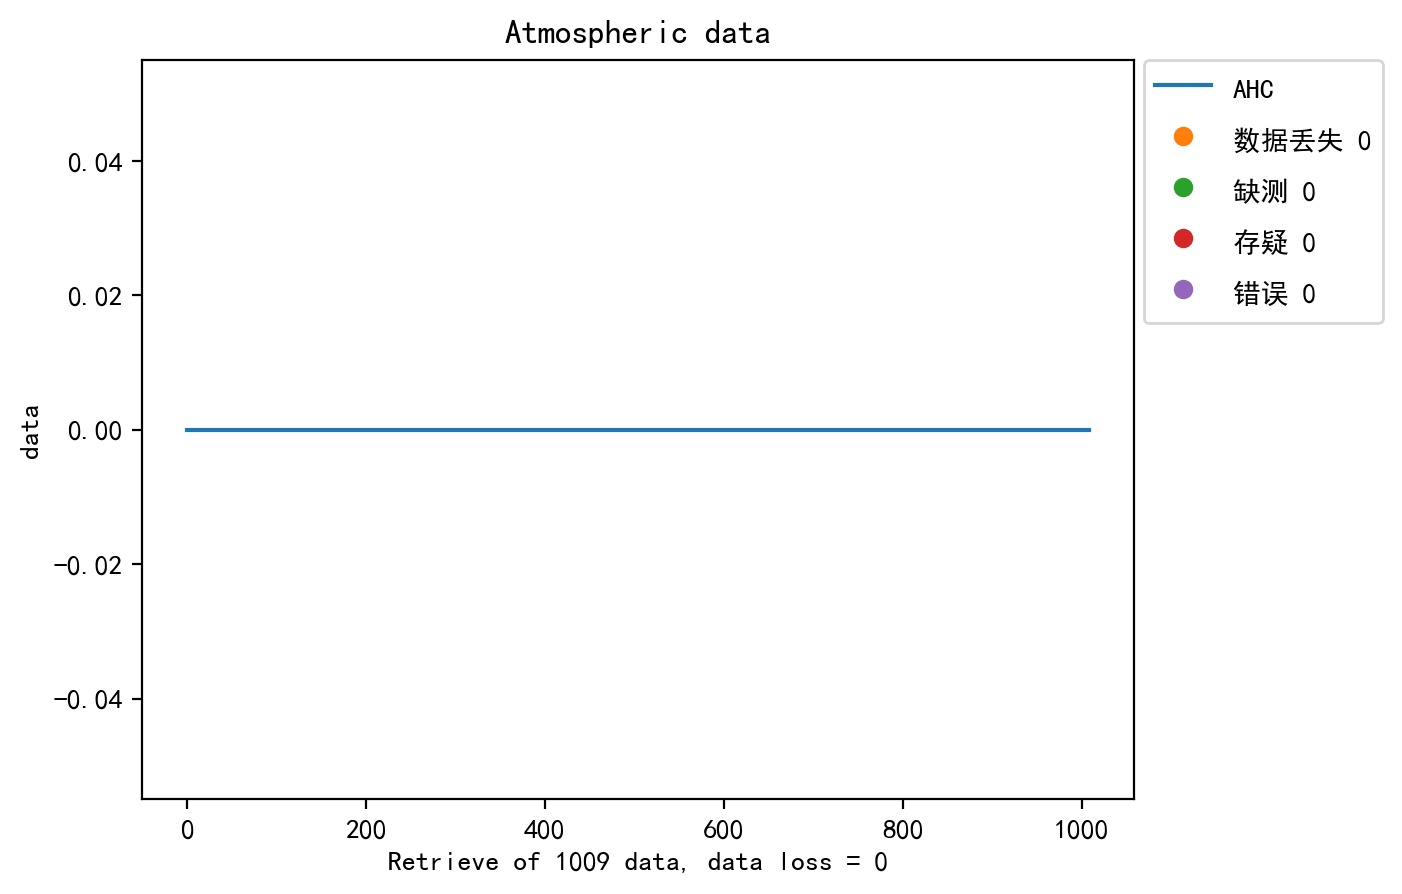 Atmospheric data
AHC
数据丢失 0
缺测 0
存疑 0
错误 0
0.04
0.02
0.00
-0.02
-0.04
data
0 200 400 600 800 1000
Retrieve of 1009 data, data loss = 0